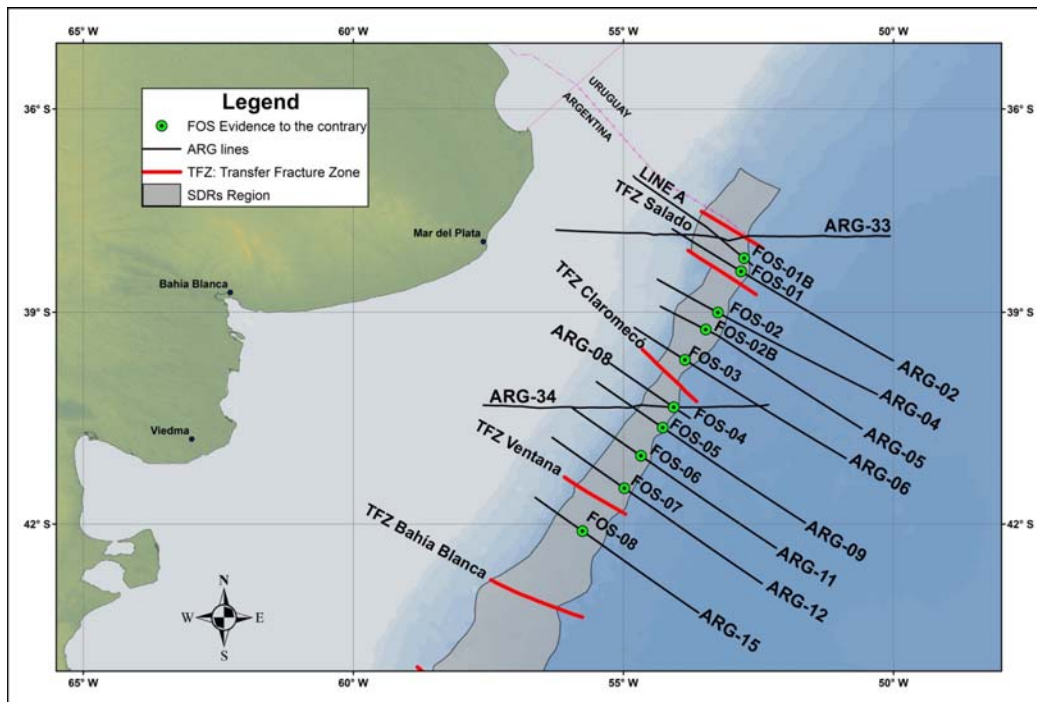 65° W
60° W
55° W
50° W
36° S
36° S
39° S
39° S
42° S
42° S
65° W
60° W
55° W
50° W
Legend
FOS Evidence to the contrary
ARG lines
TFZ: Transfer Fracture Zone
SDRs Region
URUGUAY
ARGENTINA
Mar del Plata
Bahía Blanca
Viedma
LINE A
TFZ Salado
ARG-33
FOS-01B
FOS-01
TFZ Claromecó
FOS-02
FOS-02B
FOS-03
ARG-02
ARG-08
ARG-04
ARG-34
FOS-04
ARG-05
FOS-05
ARG-06
TFZ Ventana
FOS-06
FOS-07
ARG-09
TFZ Bahía Blanca
FOS-08
ARG-11
ARG-12
ARG-15
N
W
E
S